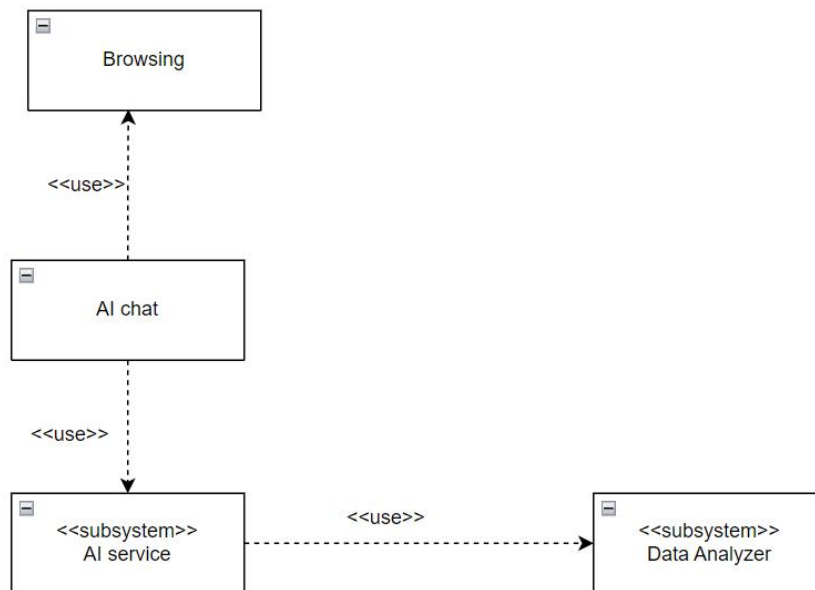 Browsing
<<use>>
AI chat
<<use>>
<<subsystem>>
AI service
<<use>>
<<subsystem>>
Data Analyzer